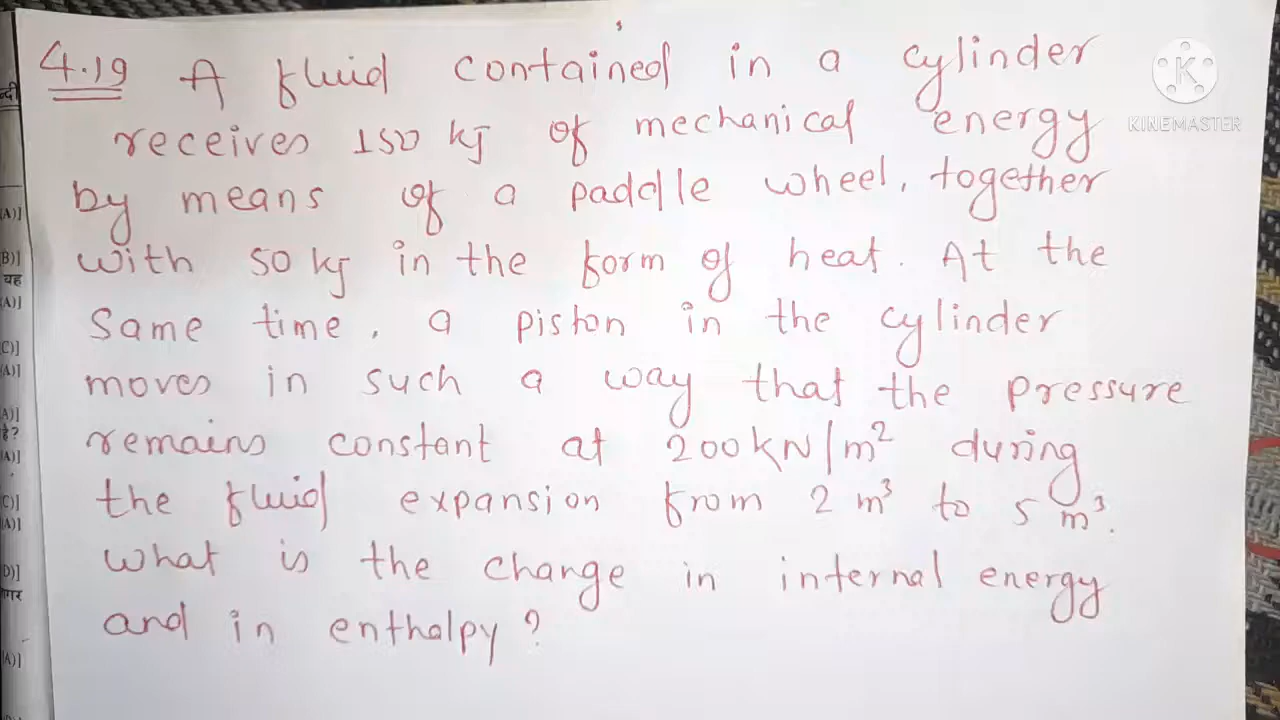 4.19 A fluid contained in a cylinder
receives 150 kJ of mechanical energy
by means of a paddle wheel, together
with 50 kJ in the form of heat. At the
same time, a piston in the cylinder
moves in such a way that the pressure
remains constant at 200 kN/m² during
the fluid expansion from 2 m³ to 5 m³.
What is the change in internal energy
and in enthalpy?
K
KINEMASTER
(A)]
B)]
यह
(A)]
C)]
(A)]
A)]
है?
(A)]
C)]
(A)]
D)]
(A)]